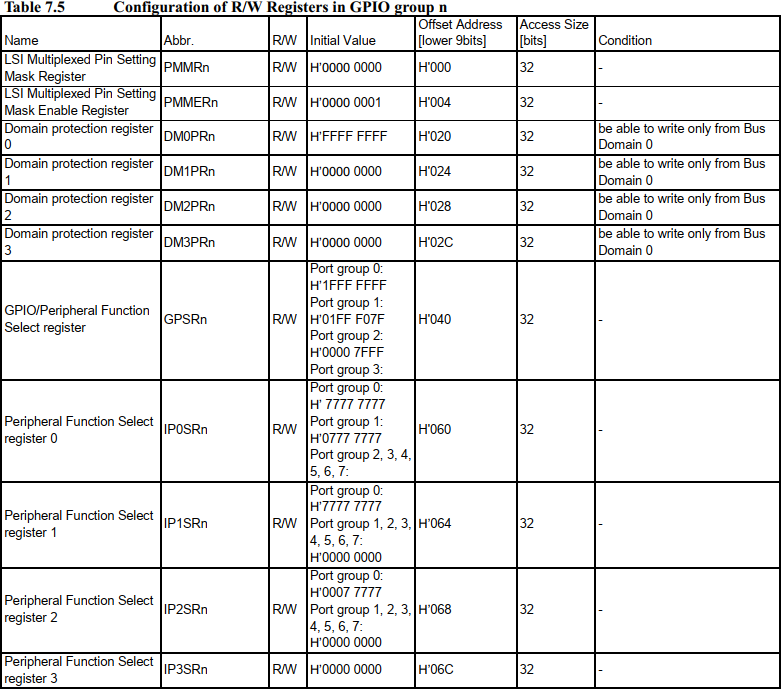 Table 7.5 Configuration of R/W Registers in GPIO group n
Name Abbr. R/W Initial Value Offset Address [lower 9bits] Access Size [bits] Condition
LSI Multiplexed Pin Setting Mask Register PMMRn R/W H'0000 0000 H'000 32 -
LSI Multiplexed Pin Setting Mask Enable Register PMMERn R/W H'0000 0001 H'004 32 -
Domain protection register 0 DM0PRn R/W H'FFFF FFFF H'020 32 be able to write only from Bus Domain 0
Domain protection register 1 DM1PRn R/W H'0000 0000 H'024 32 be able to write only from Bus Domain 0
Domain protection register 2 DM2PRn R/W H'0000 0000 H'028 32 be able to write only from Bus Domain 0
Domain protection register 3 DM3PRn R/W H'0000 0000 H'02C 32 be able to write only from Bus Domain 0
GPIO/Peripheral Function Select register GPSRn R/W Port group 0: H'1FFF FFFF Port group 1: H'01FF F07F Port group 2: H'0000 7FFF Port group 3: H'040 32 -
Peripheral Function Select register 0 IP0SRn R/W Port group 0: H' 7777 7777 Port group 1: H'0777 7777 Port group 2, 3, 4, 5, 6, 7: H'060 32 -
Peripheral Function Select register 1 IP1SRn R/W Port group 0: H'7777 7777 Port group 1, 2, 3, 4, 5, 6, 7: H'0000 0000 H'064 32 -
Peripheral Function Select register 2 IP2SRn R/W Port group 0: H'0007 7777 Port group 1, 2, 3, 4, 5, 6, 7: H'0000 0000 H'068 32 -
Peripheral Function Select register 3 IP3SRn R/W H'0000 0000 H'06C 32 -